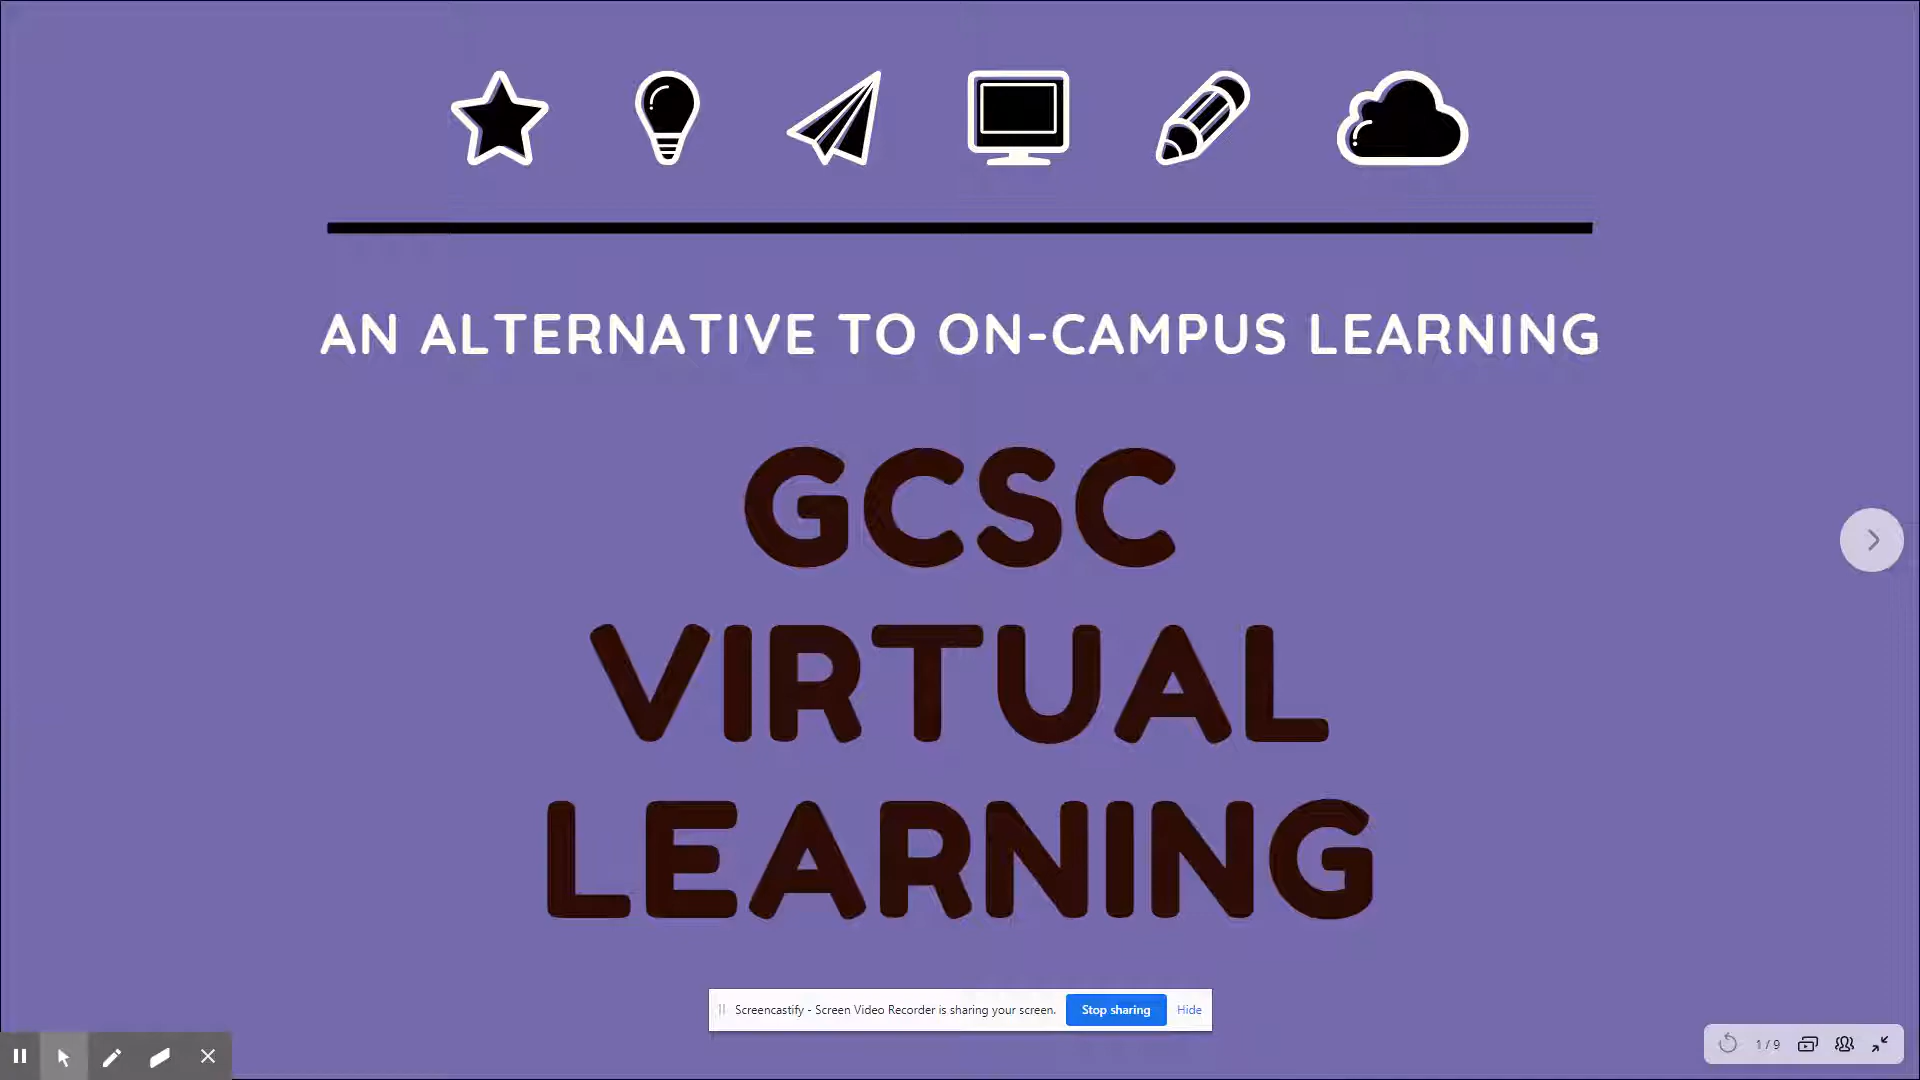 AN ALTERNATIVE TO ON-CAMPUS LEARNING
GCSC
VIRTUAL
LEARNING
Screencastify - Screen Video Recorder is sharing your screen. Stop sharing Hide
1 / 9